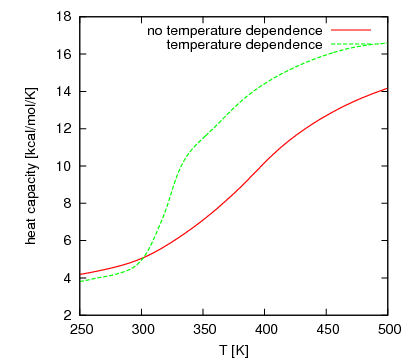 18
no temperature dependence
temperature dependence
16
14
12
10
8
6
4
2
heat capacity [kcal/mol/K]
250 300 350 400 450 500
T [K]